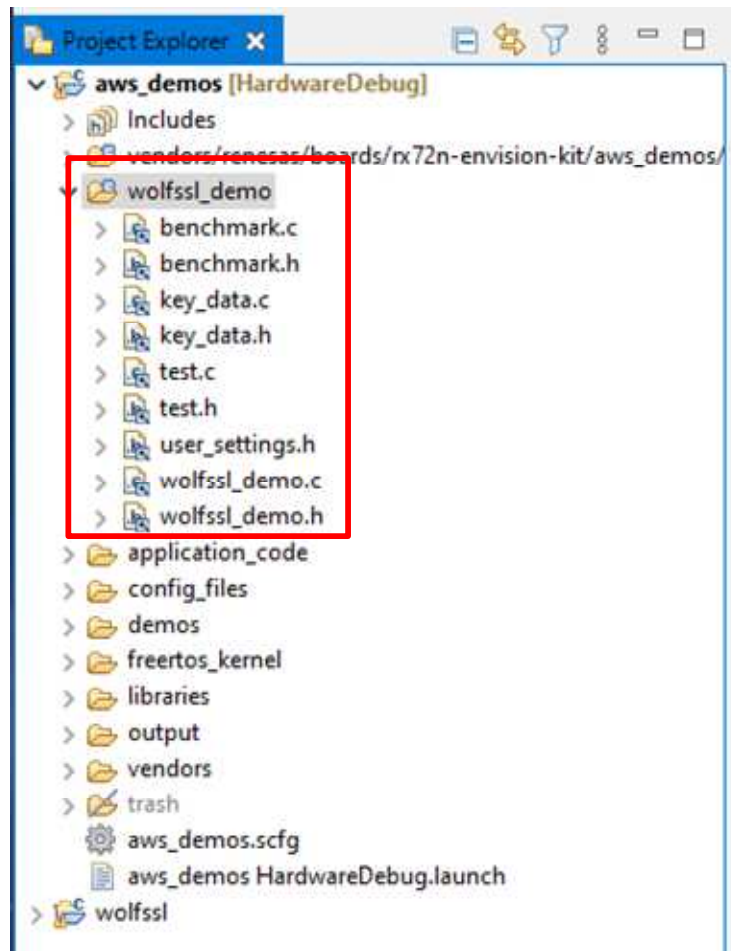 Project Explorer
aws_demos [HardwareDebug]
Includes
vendors/renesas/boards/rx72n-envision-kit/aws_demos/
wolfssl_demo
benchmark.c
benchmark.h
key_data.c
key_data.h
test.c
test.h
user_settings.h
wolfssl_demo.c
wolfssl_demo.h
application_code
config_files
demos
freertos_kernel
libraries
output
vendors
trash
aws_demos.scfg
aws_demos HardwareDebug.launch
wolfssl